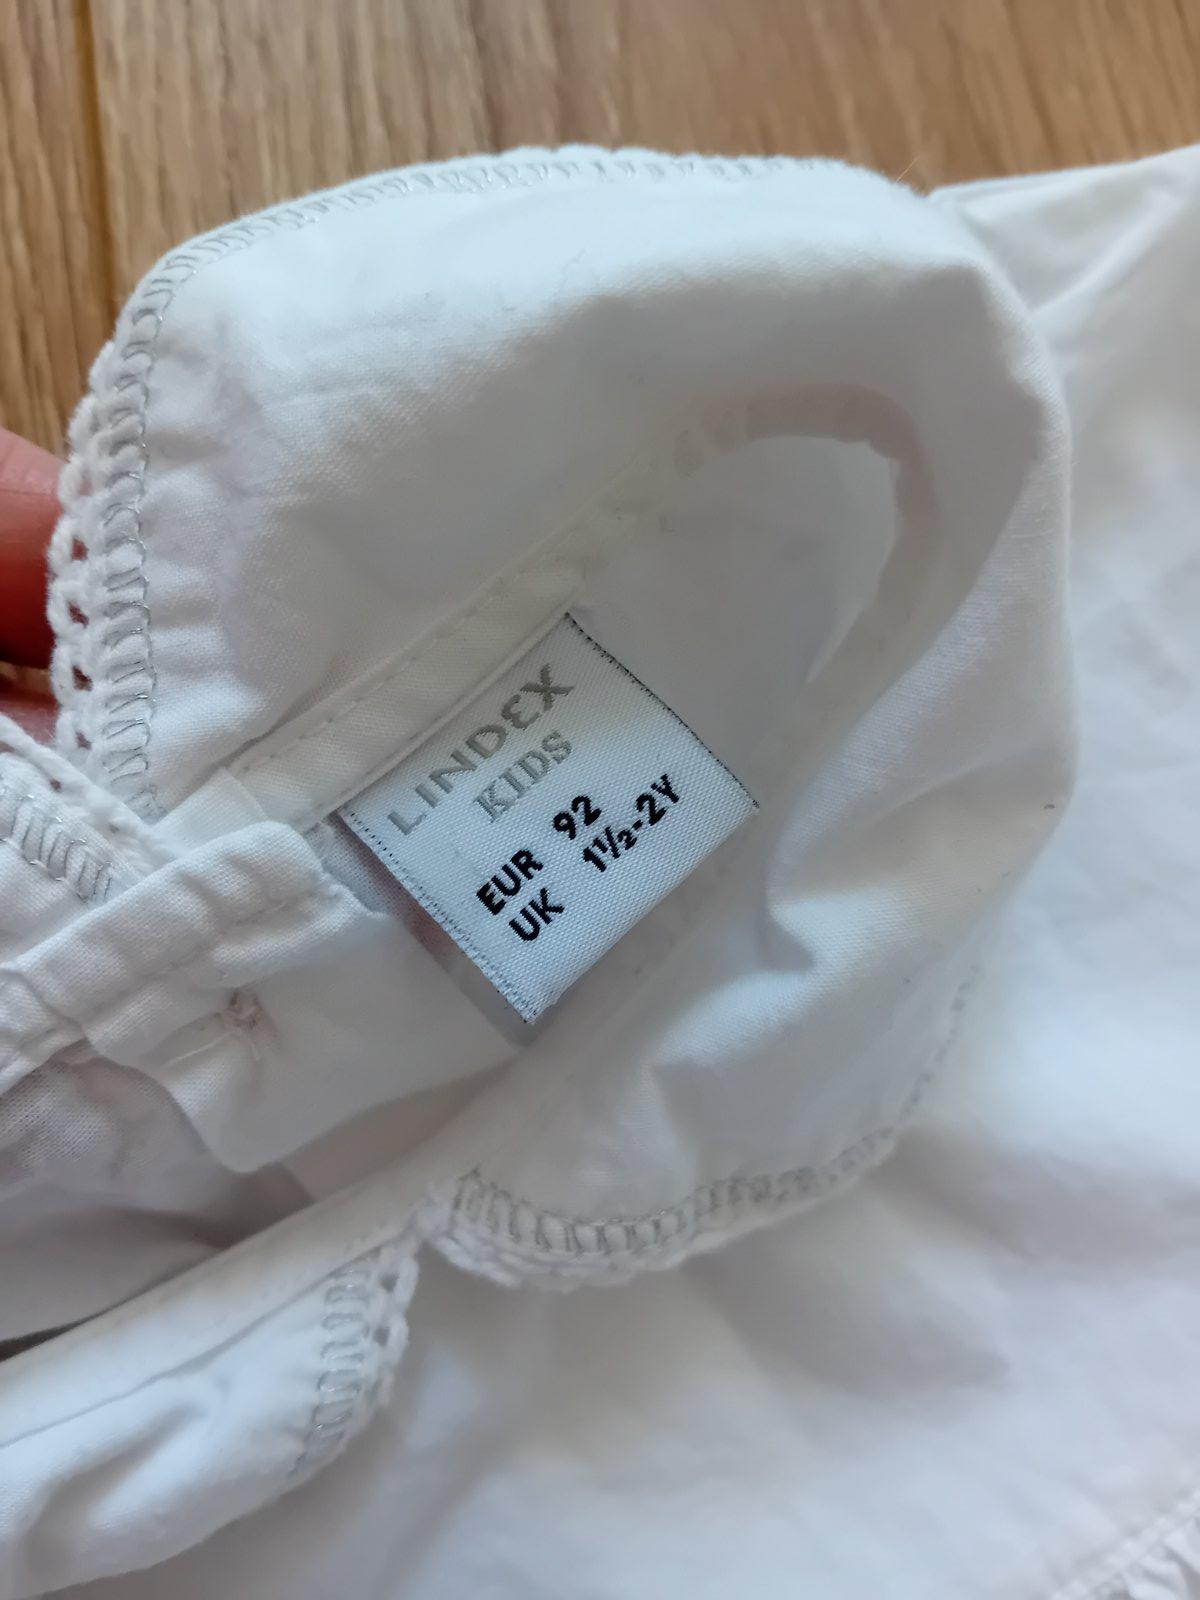 LINDEX
KIDS
EUR 92
UK 1½-2Y